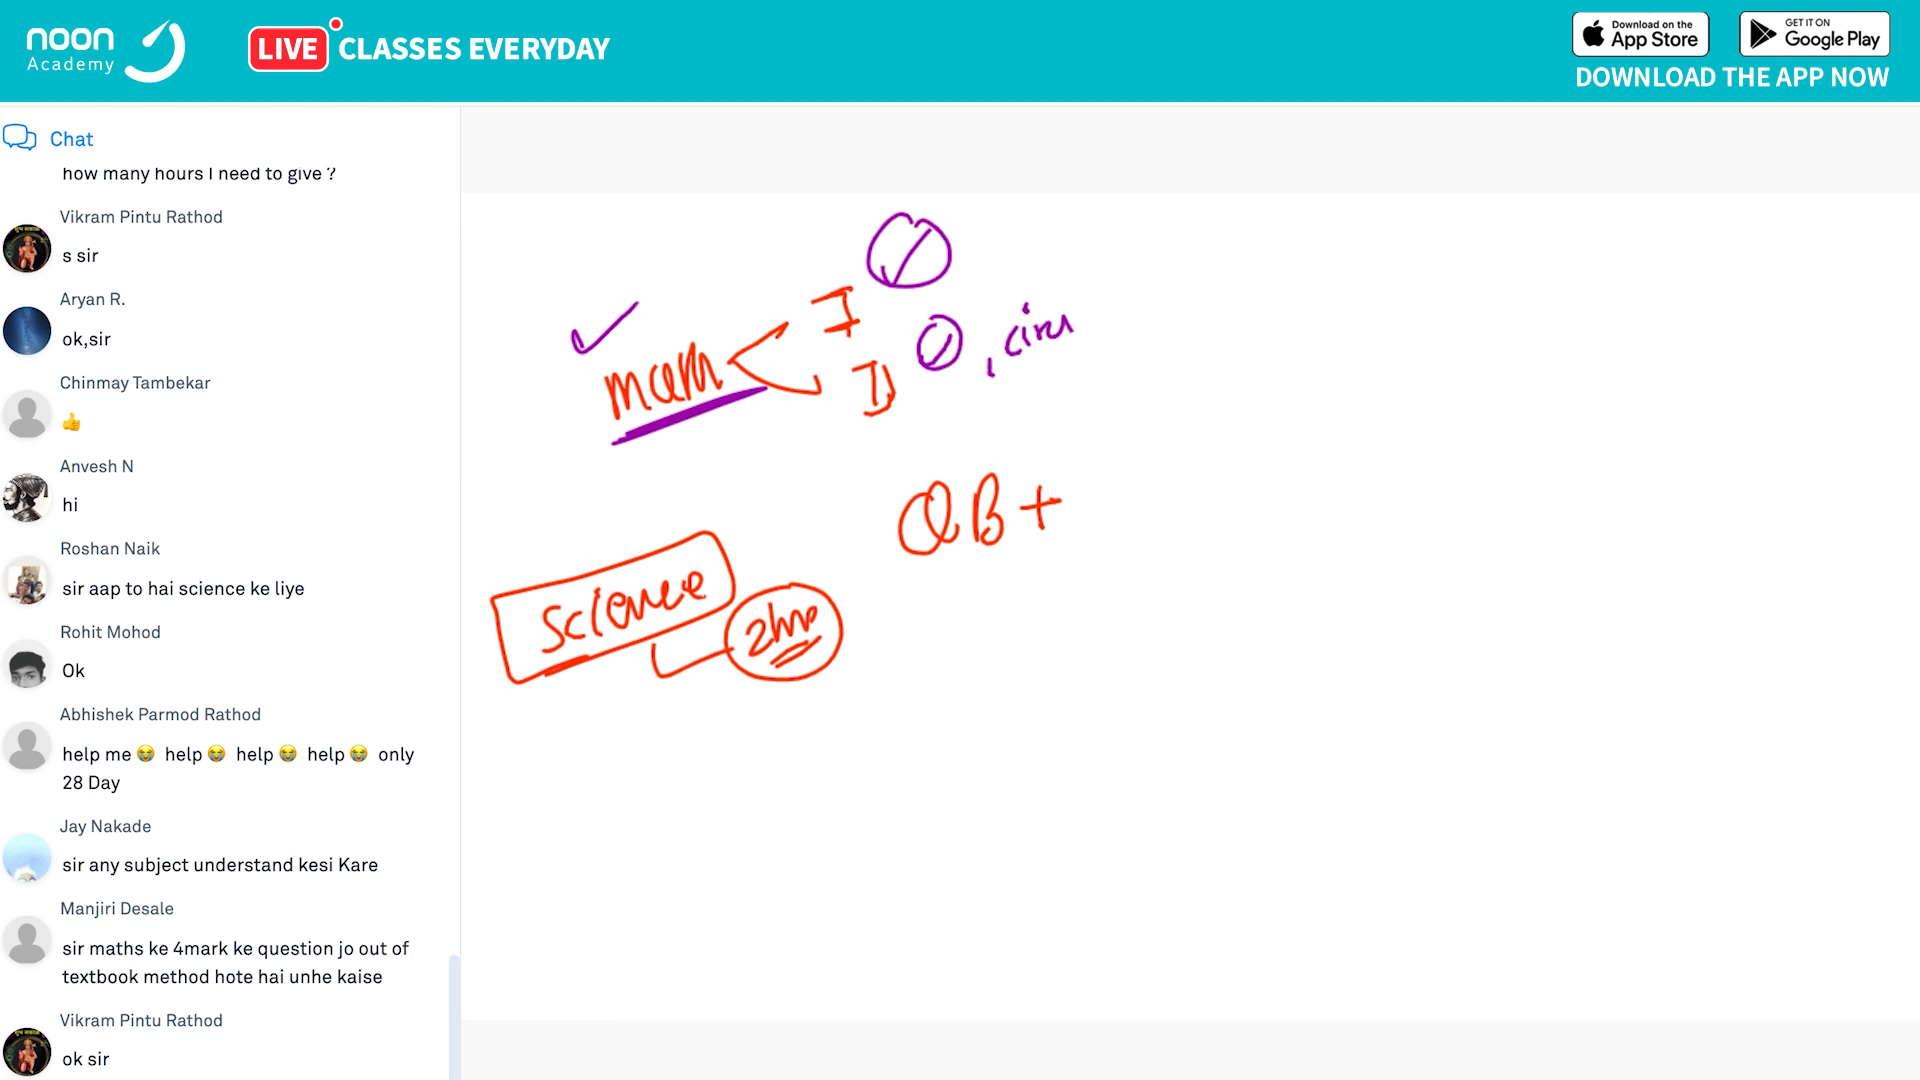 noon
Academy
LIVE CLASSES EVERYDAY
Download on the
App Store
GET IT ON
Google Play
DOWNLOAD THE APP NOW
Chat
how many hours I need to give ?
Vikram Pintu Rathod
s sir
Aryan R.
ok,sir
Chinmay Tambekar
👍
Anvesh N
hi
Roshan Naik
sir aap to hai science ke liye
Rohit Mohod
Ok
Abhishek Parmod Rathod
help me 😭 help 😭 help 😭 help 😭 only
28 Day
Jay Nakade
sir any subject understand kesi Kare
Manjiri Desale
sir maths ke 4mark ke question jo out of
textbook method hote hai unhe kaise
Vikram Pintu Rathod
ok sir
I
II
QB +
Science
2hrs